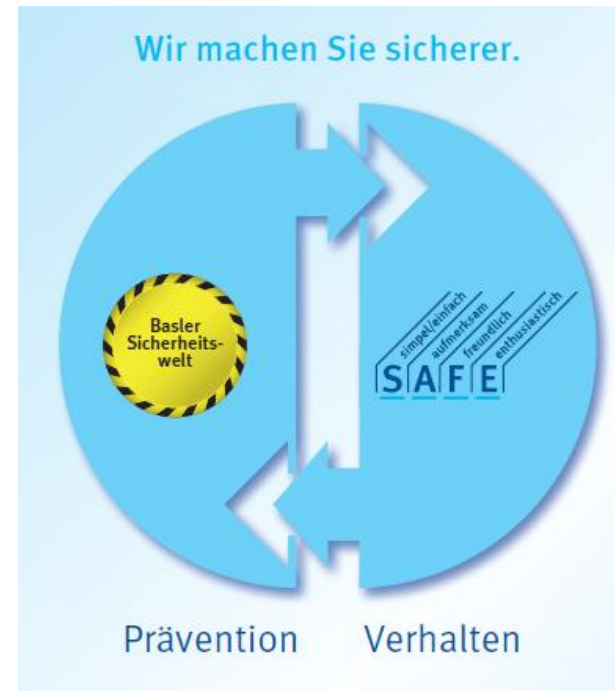 Wir machen Sie sicherer.
Basler
Sicherheits-
welt
simpel/einfach
aufmerksam
freundlich
enthusiastisch
SAFE
Prävention
Verhalten